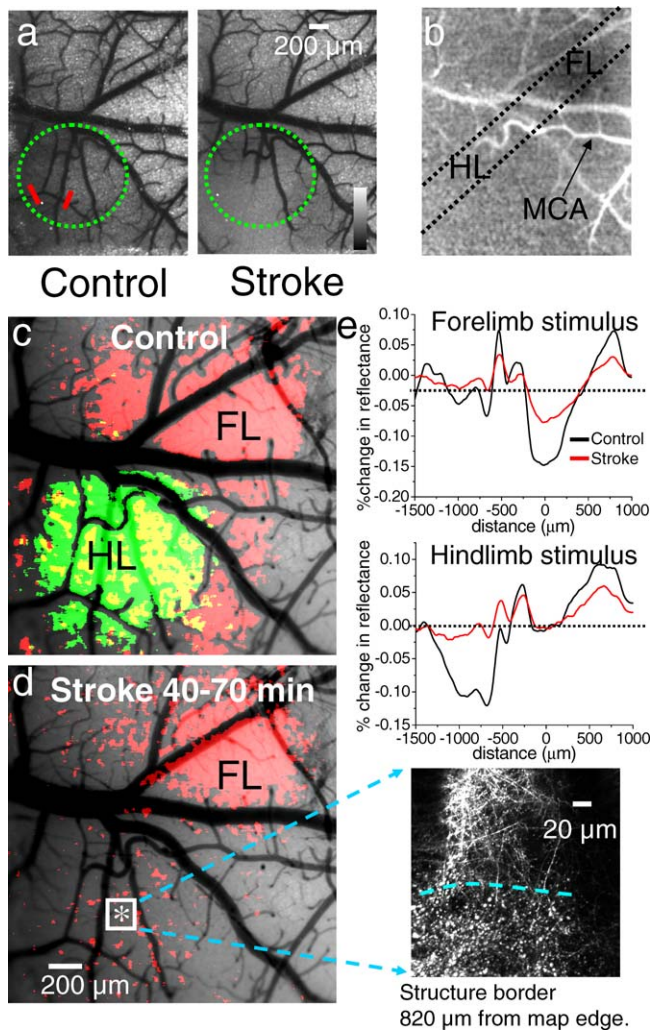 a
200 µm
Control
Stroke
b
FL
HL
MCA
c
Control
FL
HL
d
Stroke 40-70 min
FL
*
200 µm
e
Forelimb stimulus
%change in reflectance
0.10
0.05
0.00
-0.05
-0.10
-0.15
-0.20
Control
Stroke
-1500 -1000 -500 0 500 1000
distance (µm)
Hindlimb stimulus
% change in reflectance
0.10
0.05
0.00
-0.05
-0.10
-0.15
-1500 -1000 -500 0 500 1000
distance (µm)
20 µm
Structure border
820 µm from map edge.